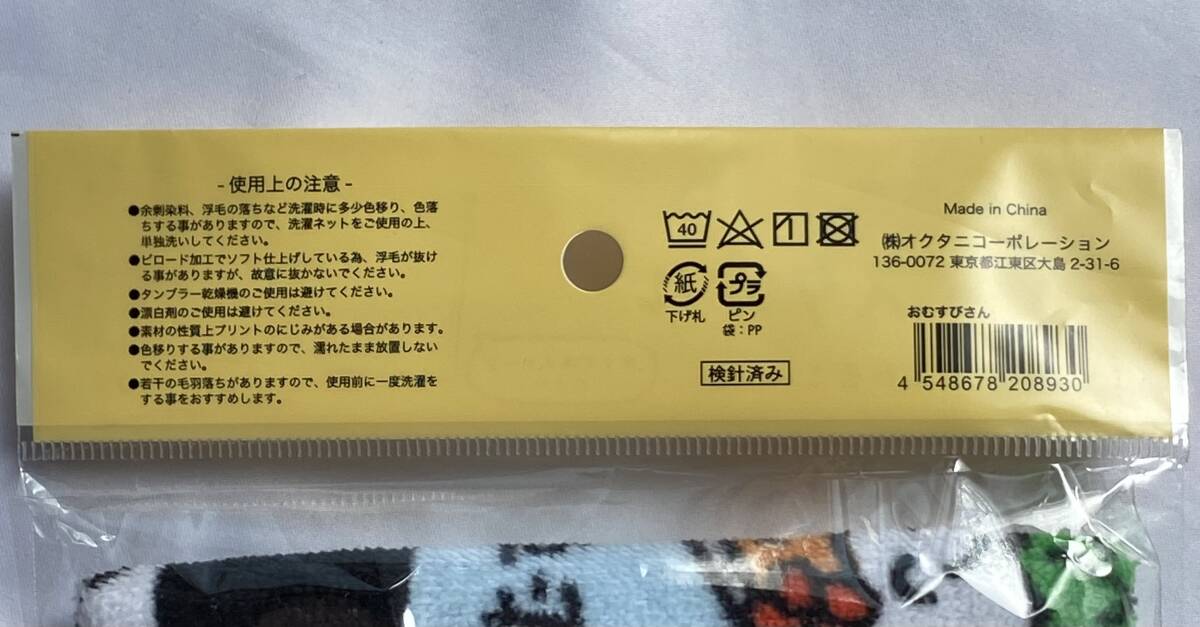 - 使用上の注意 -
●余剰染料、浮毛の落ちなど洗濯時に多少色移り、色落
ちする事がありますので、洗濯ネットをご使用の上、
単独洗いしてください。
●ビロード加工でソフト仕上げしている為、浮毛が抜け
る事がありますが、故意に抜かないでください。
●タンブラー乾燥機のご使用は避けてください。
●漂白剤のご使用は避けてください。
●素材の性質上プリントのにじみがある場合があります。
●色移りする事がありますので、濡れたまま放置しない
でください。
●若干の毛羽落ちがありますので、使用前に一度洗濯を
する事をおすすめします。
40
紙
プラ
下げ札
ピン
袋：PP
検針済み
Made in China
㈱オクタニコーポレーション
136-0072 東京都江東区大島 2-31-6
おむすびさん
4 548678 208930